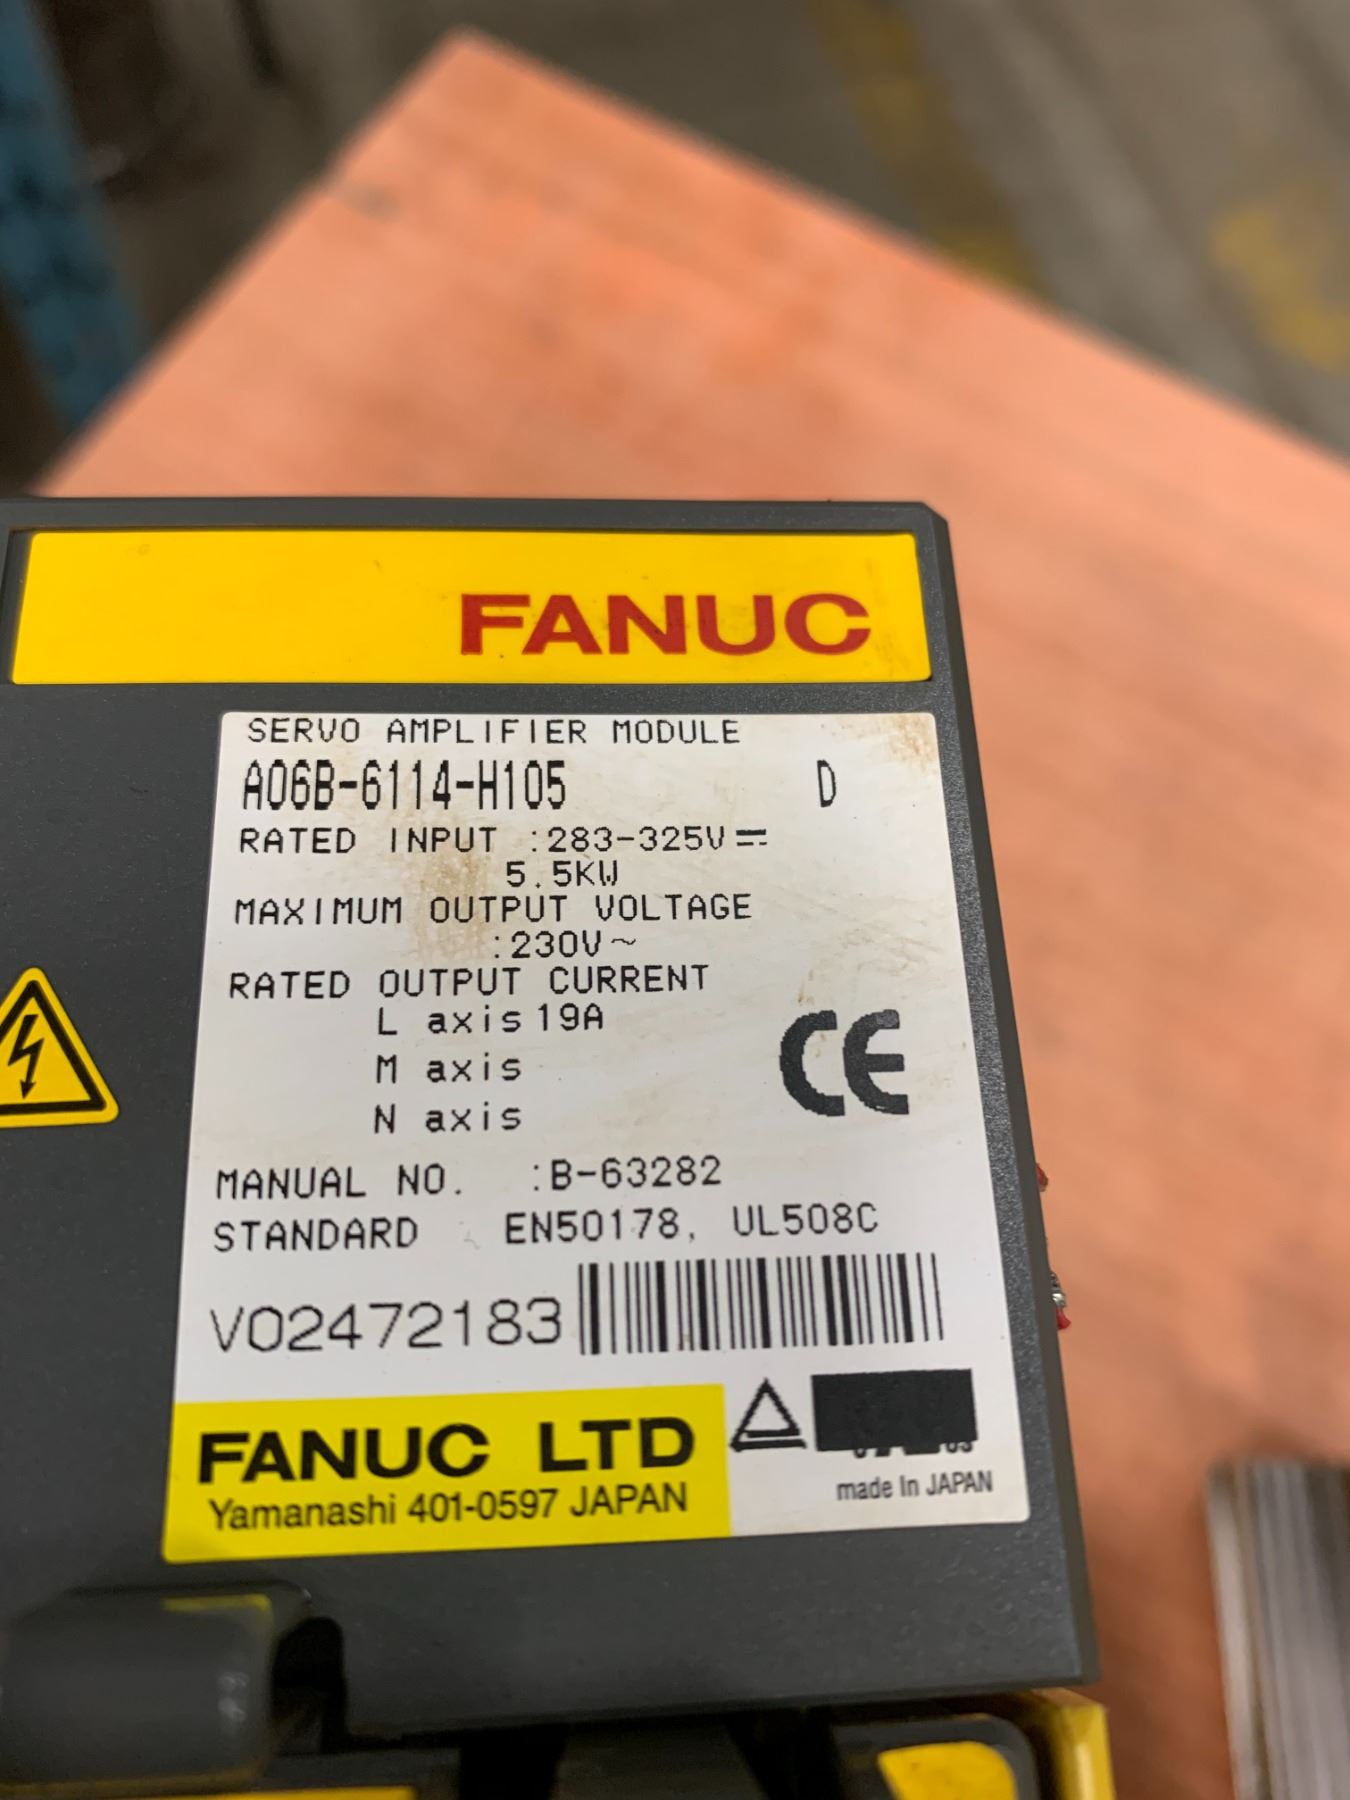 FANUC
SERVO AMPLIFIER MODULE
A06B-6114-H105 D
RATED INPUT :283-325V⎓
5.5KW
MAXIMUM OUTPUT VOLTAGE
:230V~
RATED OUTPUT CURRENT
L axis 19A
M axis
N axis
CE
MANUAL NO. :B-63282
STANDARD EN50178, UL508C
V02472183
FANUC LTD
Yamanashi 401-0597 JAPAN
made In JAPAN